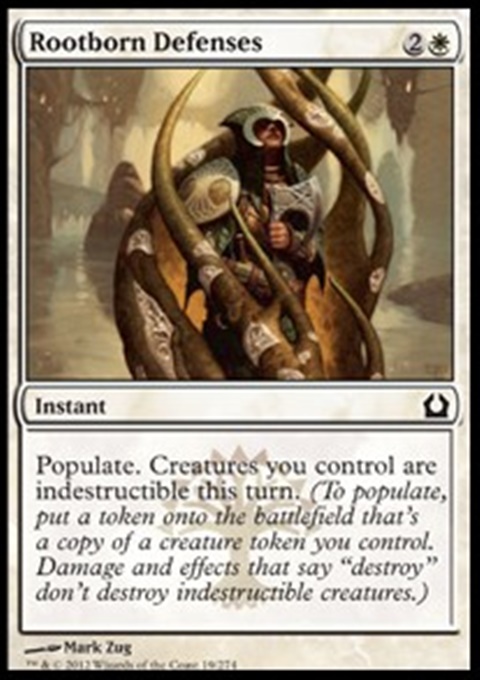 Rootborn Defenses 2
Instant
Populate. Creatures you control are
indestructible this turn. (To populate,
put a token onto the battlefield that's
a copy of a creature token you control.
Damage and effects that say “destroy”
don't destroy indestructible creatures.)
Mark Zug
™ & © 2012 Wizards of the Coast 19/274